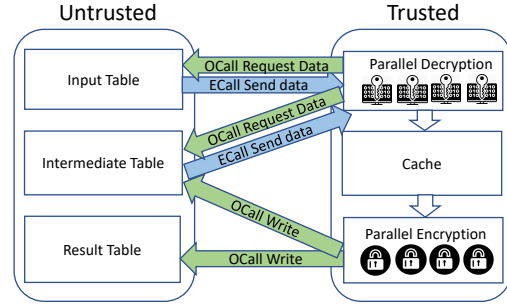 Untrusted
Trusted
OCall Request Data
Parallel Decryption
Input Table
ECall Send data
OCall Request Data
ECall Send data
Intermediate Table
Cache
OCall Write
Parallel Encryption
Result Table
OCall Write